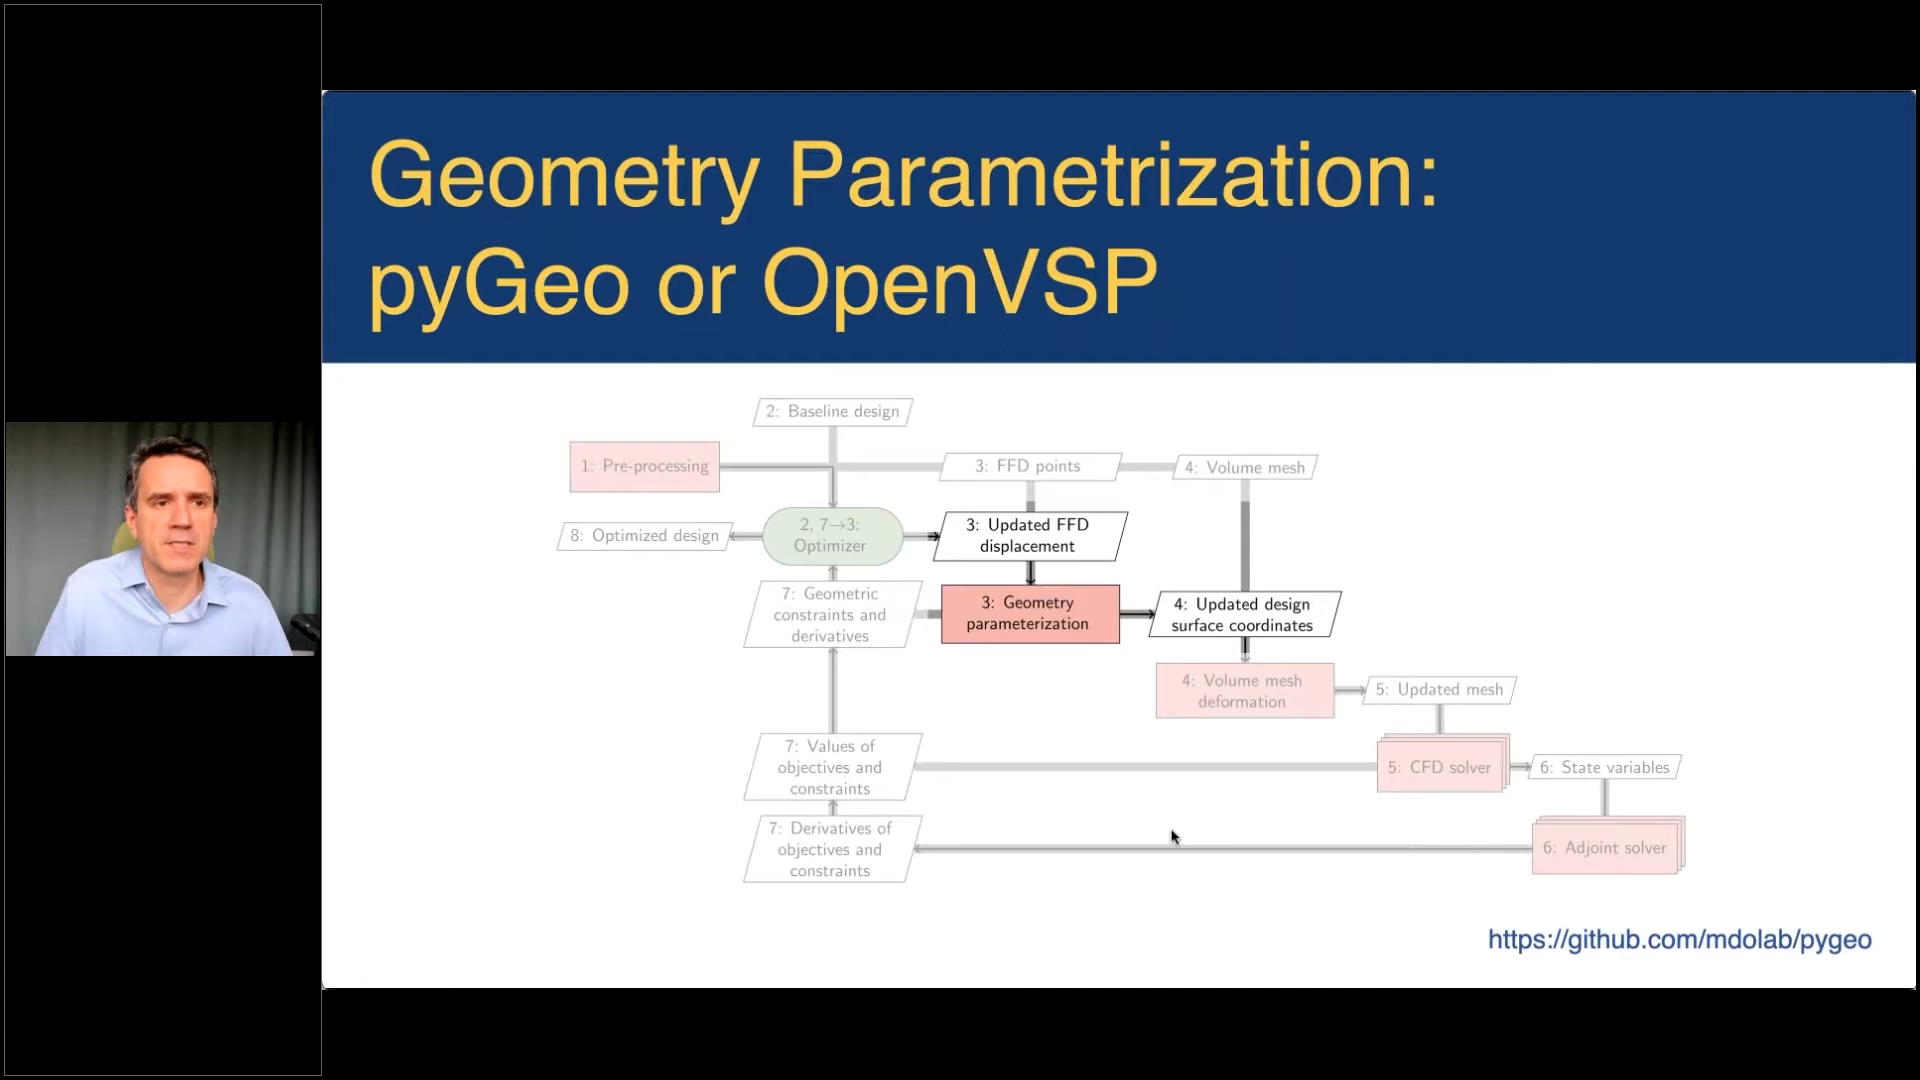 Geometry Parametrization:
pyGeo or OpenVSP
2: Baseline design
1: Pre-processing
3: FFD points
4: Volume mesh
8: Optimized design
2, 7→3:
Optimizer
3: Updated FFD
displacement
7: Geometric
constraints and
derivatives
3: Geometry
parameterization
4: Updated design
surface coordinates
4: Volume mesh
deformation
5: Updated mesh
7: Values of
objectives and
constraints
5: CFD solver
6: State variables
7: Derivatives of
objectives and
constraints
6: Adjoint solver
https://github.com/mdolab/pygeo